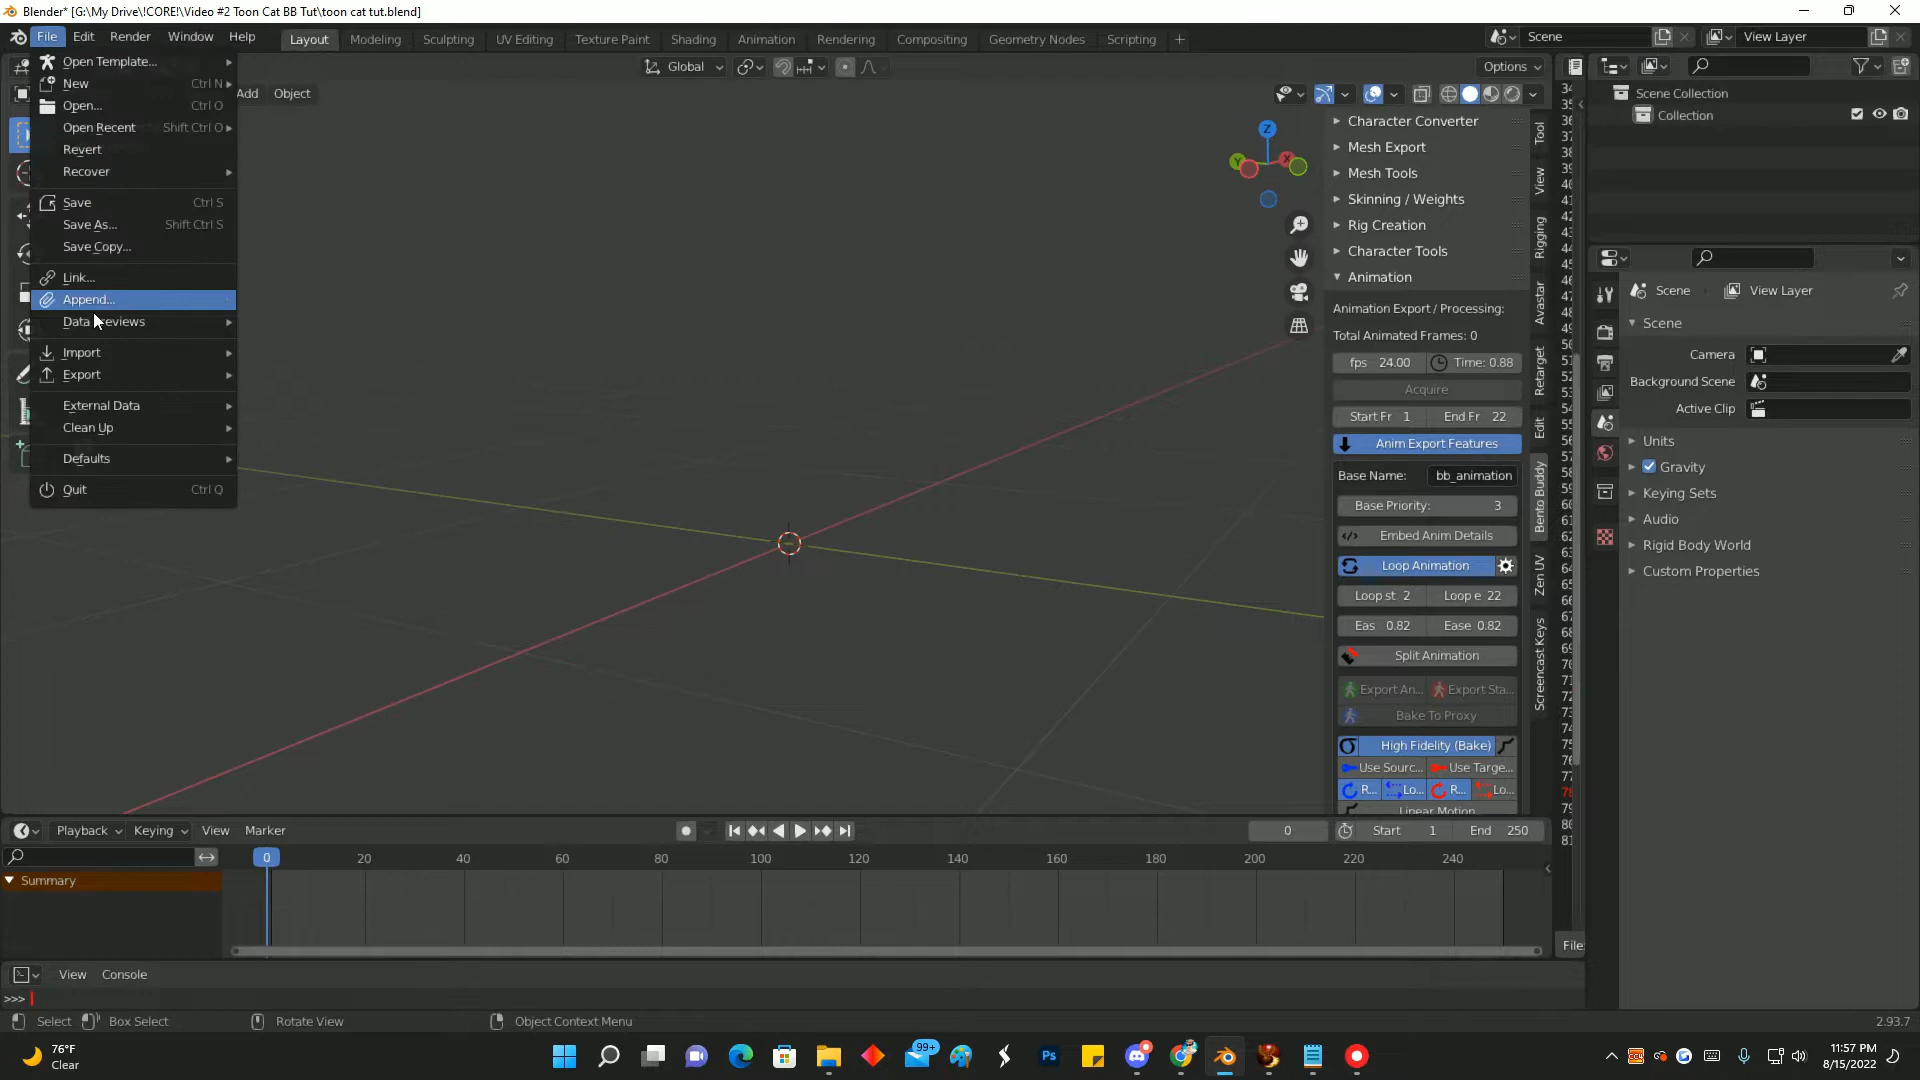 Blender* [G:\My Drive\!CORE!\Video #2 Toon Cat BB Tut\toon cat tut.blend]
File Edit Render Window Help
Layout Modeling Sculpting UV Editing Texture Paint Shading Animation Rendering Compositing Geometry Nodes Scripting +
Scene
View Layer
Global
Options
Add Object
Open Template...
New Ctrl N
Open... Ctrl O
Open Recent Shift Ctrl O
Revert
Recover
Save Ctrl S
Save As... Shift Ctrl S
Save Copy...
Link...
Append...
Data Previews
Import
Export
External Data
Clean Up
Defaults
Quit Ctrl Q
Z
Y
X
Character Converter
Mesh Export
Mesh Tools
Skinning / Weights
Rig Creation
Character Tools
Animation
Animation Export / Processing:
Total Animated Frames: 0
fps 24.00 Time: 0.88
Acquire
Start Fr 1 End Fr 22
Anim Export Features
Base Name: bb_animation
Base Priority: 3
Embed Anim Details
Loop Animation
Loop st 2 Loop e 22
Eas 0.82 Ease 0.82
Split Animation
Export An... Export Sta...
Bake To Proxy
High Fidelity (Bake)
Use Sourc... Use Targe...
R... Lo... R... Lo...
Linear Motion
Tool
View
Rigging
Avastar
Retarget
Edit
Bento Buddy
Zen UV
Screencast Keys
File
Scene Collection
Collection
Scene View Layer
Scene
Camera
Background Scene
Active Clip
Units
Gravity
Keying Sets
Audio
Rigid Body World
Custom Properties
Playback Keying View Marker
0 Start 1 End 250
0 20 40 60 80 100 120 140 160 180 200 220 240
Summary
View Console
>>>
Select Box Select Rotate View Object Context Menu 2.93.7
76°F
Clear
99+
Ps
11:57 PM
8/15/2022